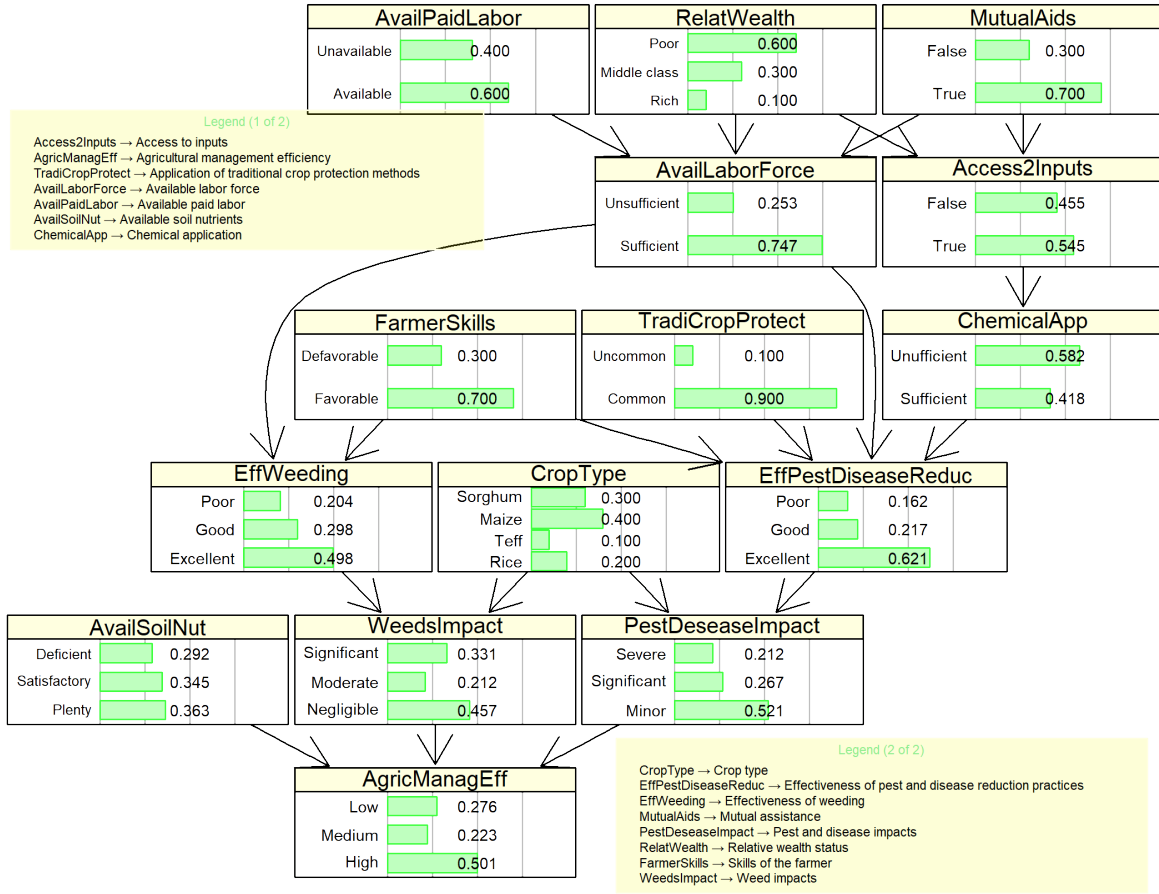 AvailPaidLabor
Unavailable 0.400
Available 0.600
RelatWealth
Poor 0.600
Middle class 0.300
Rich 0.100
MutualAids
False 0.300
True 0.700
Legend (1 of 2)
Access2Inputs → Access to inputs
AgricManagEff → Agricultural management efficiency
TradiCropProtect → Application of traditional crop protection methods
AvailLaborForce → Available labor force
AvailPaidLabor → Available paid labor
AvailSoilNut → Available soil nutrients
ChemicalApp → Chemical application
AvailLaborForce
Unsufficient 0.253
Sufficient 0.747
Access2Inputs
False 0.455
True 0.545
FarmerSkills
Defavorable 0.300
Favorable 0.700
TradiCropProtect
Uncommon 0.100
Common 0.900
ChemicalApp
Unufficient 0.582
Sufficient 0.418
EffWeeding
Poor 0.204
Good 0.298
Excellent 0.498
CropType
Sorghum 0.300
Maize 0.400
Teff 0.100
Rice 0.200
EffPestDiseaseReduc
Poor 0.162
Good 0.217
Excellent 0.621
AvailSoilNut
Deficient 0.292
Satisfactory 0.345
Plenty 0.363
WeedsImpact
Significant 0.331
Moderate 0.212
Negligible 0.457
PestDeseaseImpact
Severe 0.212
Significant 0.267
Minor 0.521
AgricManagEff
Low 0.276
Medium 0.223
High 0.501
Legend (2 of 2)
CropType → Crop type
EffPestDiseaseReduc → Effectiveness of pest and disease reduction practices
EffWeeding → Effectiveness of weeding
MutualAids → Mutual assistance
PestDeseaseImpact → Pest and disease impacts
RelatWealth → Relative wealth status
FarmerSkills → Skills of the farmer
WeedsImpact → Weed impacts